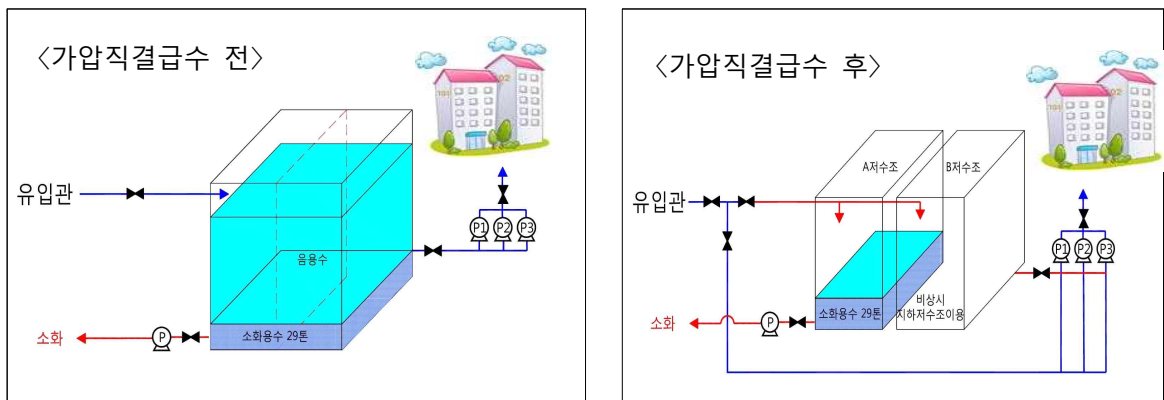 〈가압직결급수 전〉
101
102
유입관
P1 P2 P3
음용수
소화용수 29톤
소화
P
〈가압직결급수 후〉
101
102
A저수조
B저수조
유입관
P1 P2 P3
비상시
지하저수조이용
소화용수 29톤
소화
P